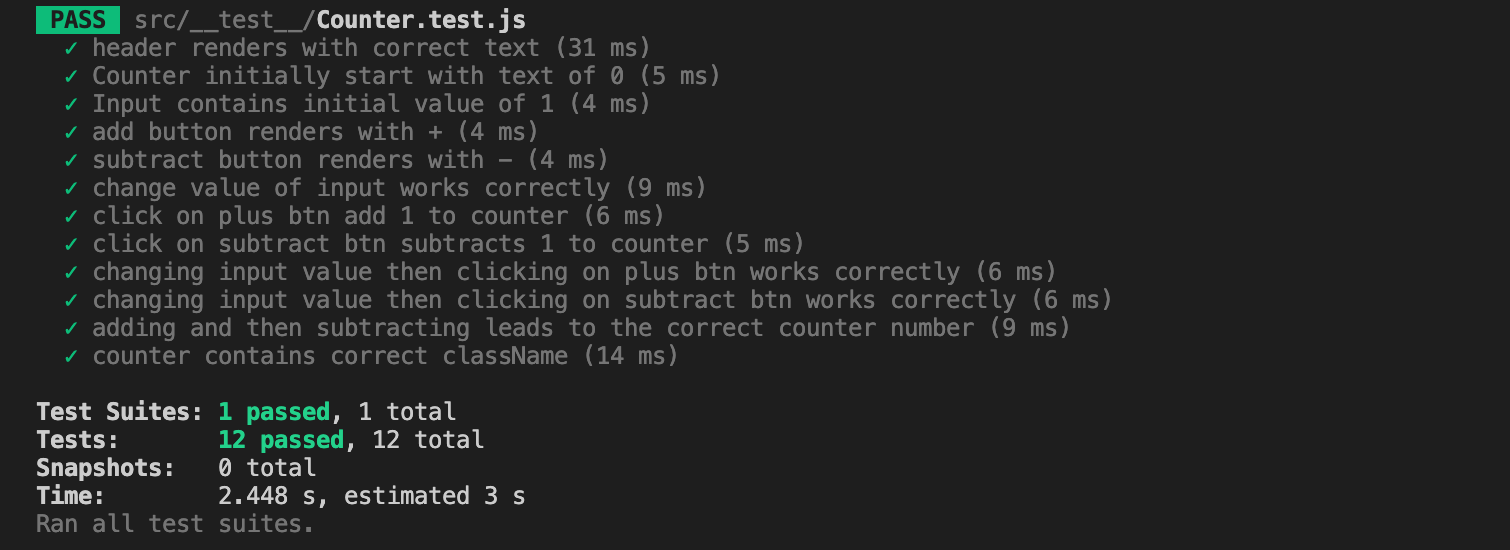 PASS src/__test__/Counter.test.js
✓ header renders with correct text (31 ms)
✓ Counter initially start with text of 0 (5 ms)
✓ Input contains initial value of 1 (4 ms)
✓ add button renders with + (4 ms)
✓ subtract button renders with - (4 ms)
✓ change value of input works correctly (9 ms)
✓ click on plus btn add 1 to counter (6 ms)
✓ click on subtract btn subtracts 1 to counter (5 ms)
✓ changing input value then clicking on plus btn works correctly (6 ms)
✓ changing input value then clicking on subtract btn works correctly (6 ms)
✓ adding and then subtracting leads to the correct counter number (9 ms)
✓ counter contains correct className (14 ms)
Test Suites: 1 passed, 1 total
Tests: 12 passed, 12 total
Snapshots: 0 total
Time: 2.448 s, estimated 3 s
Ran all test suites.